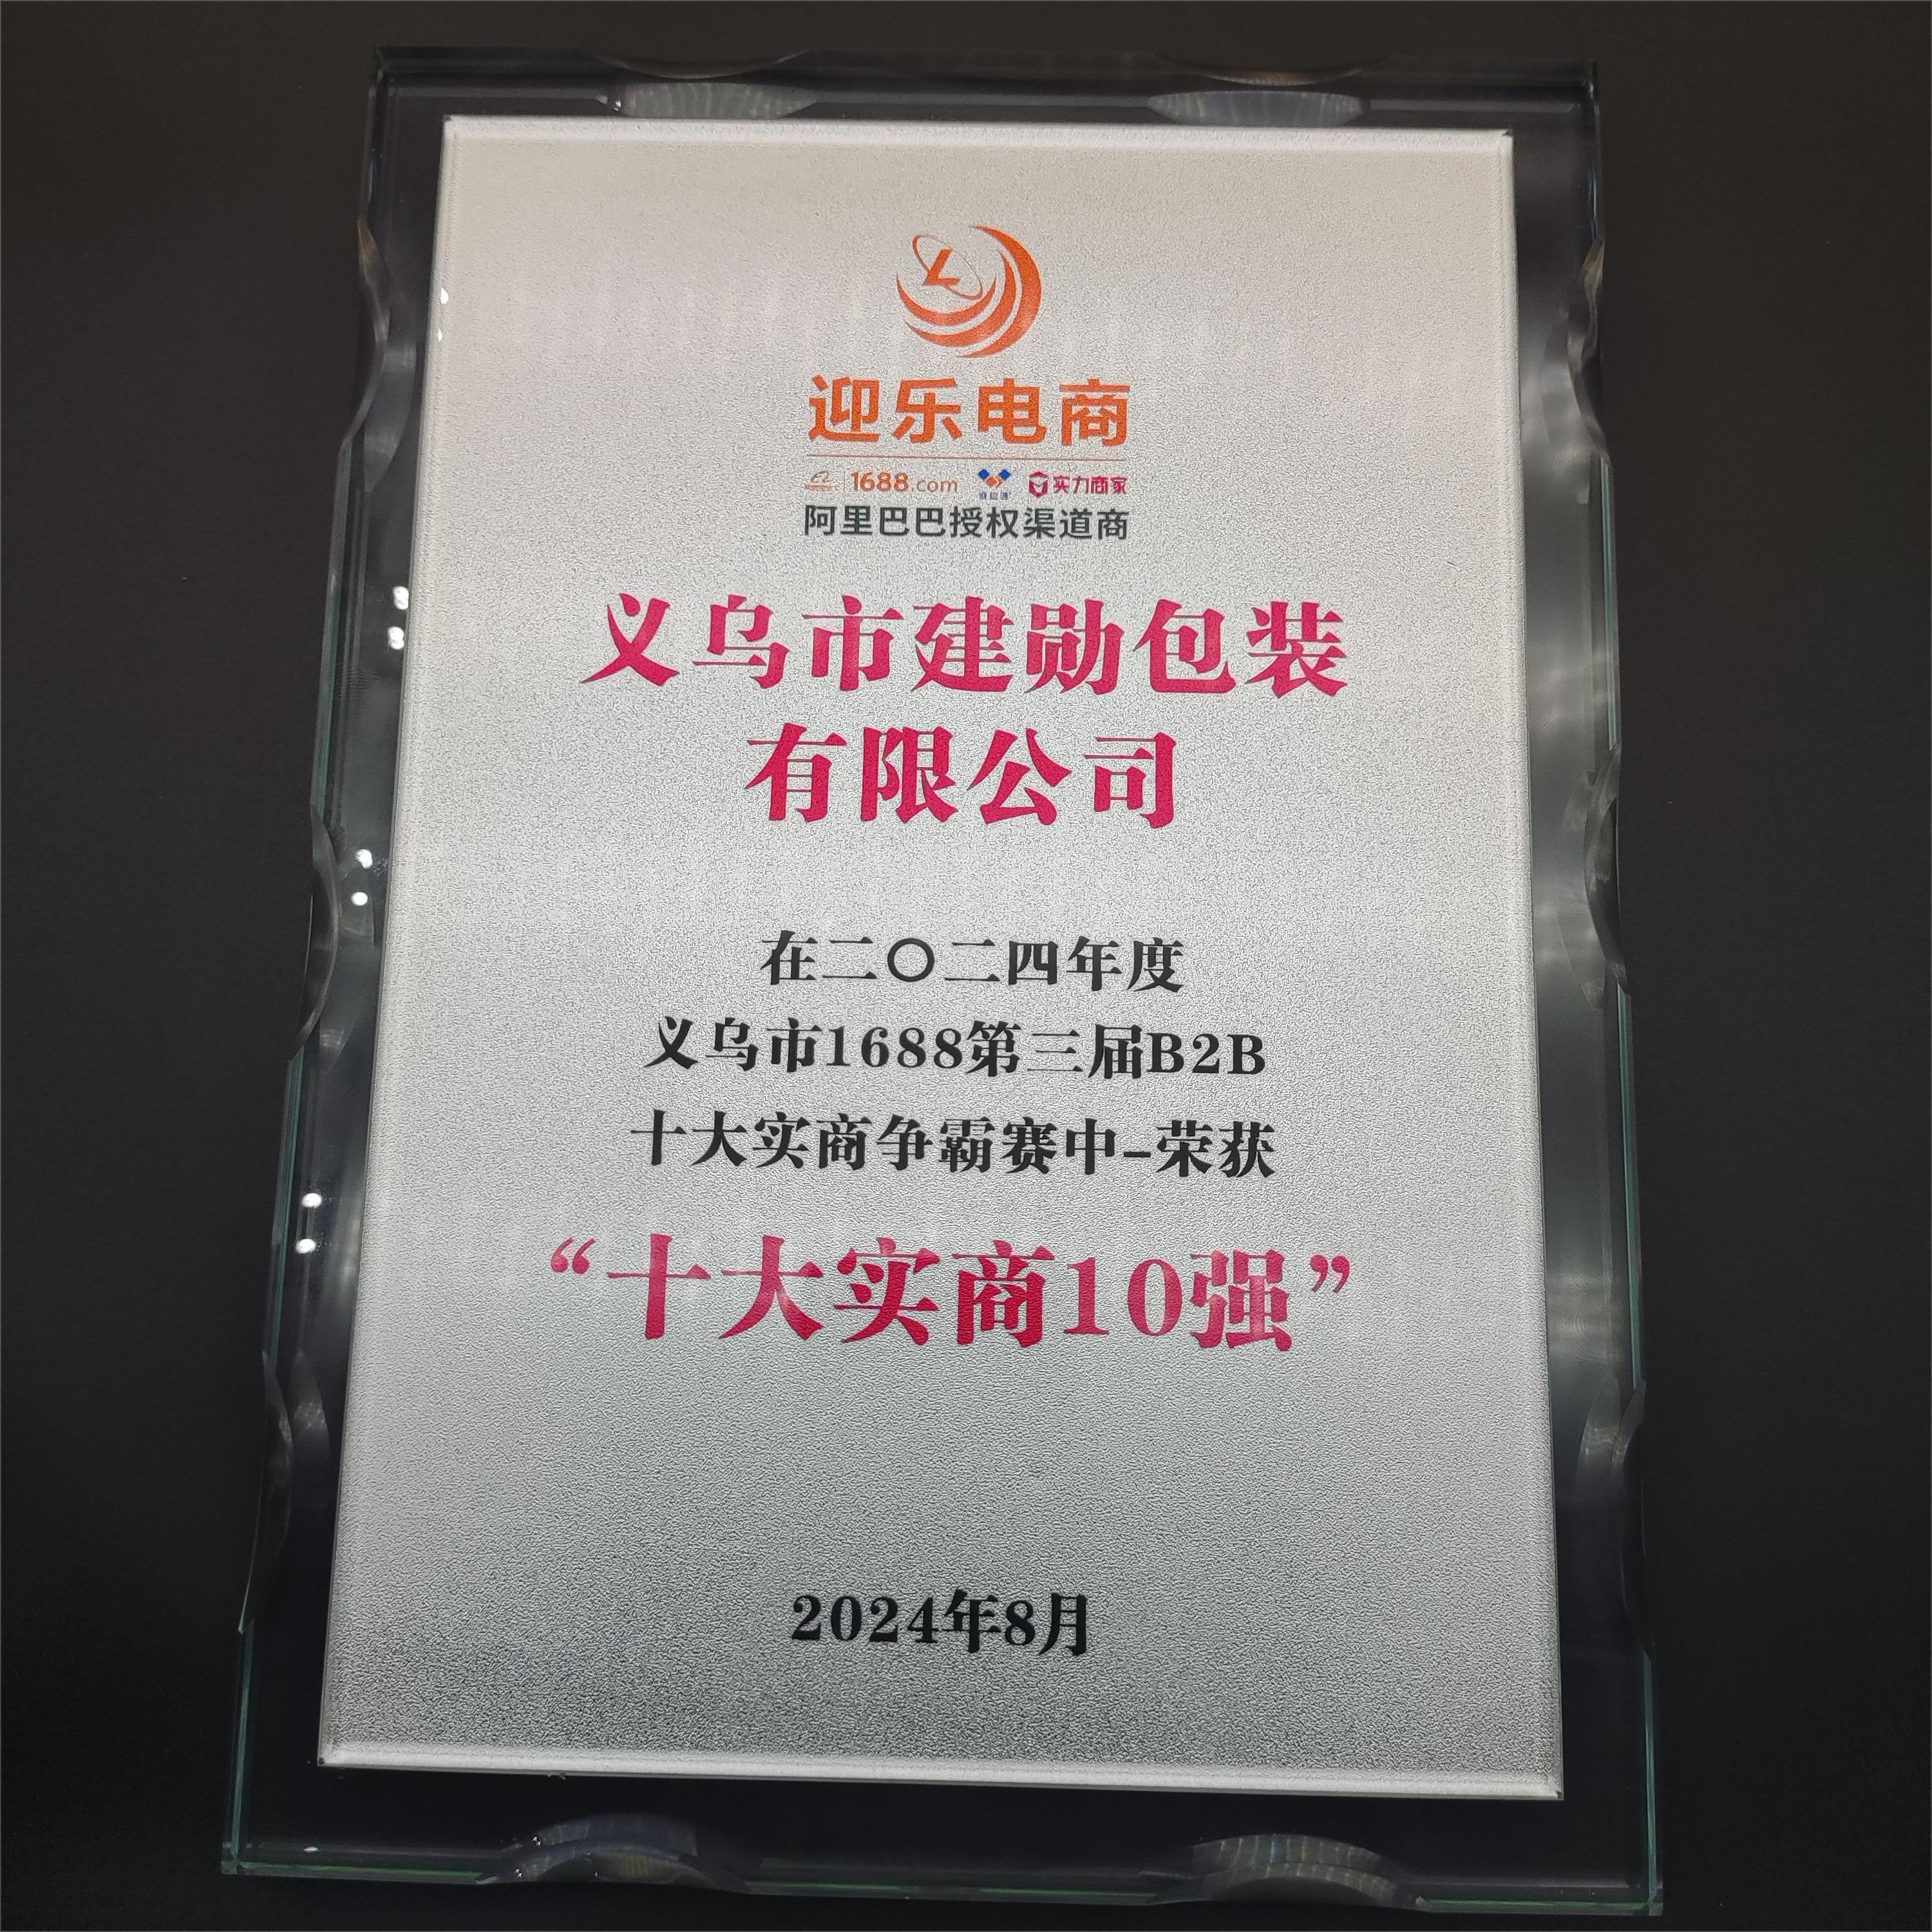 迎乐电商
1688.com 诚信通 实力商家
阿里巴巴授权渠道商
义乌市建勋包装
有限公司
在二〇二四年度
义乌市1688第三届B2B
十大实商争霸赛中-荣获
“十大实商10强”
2024年8月